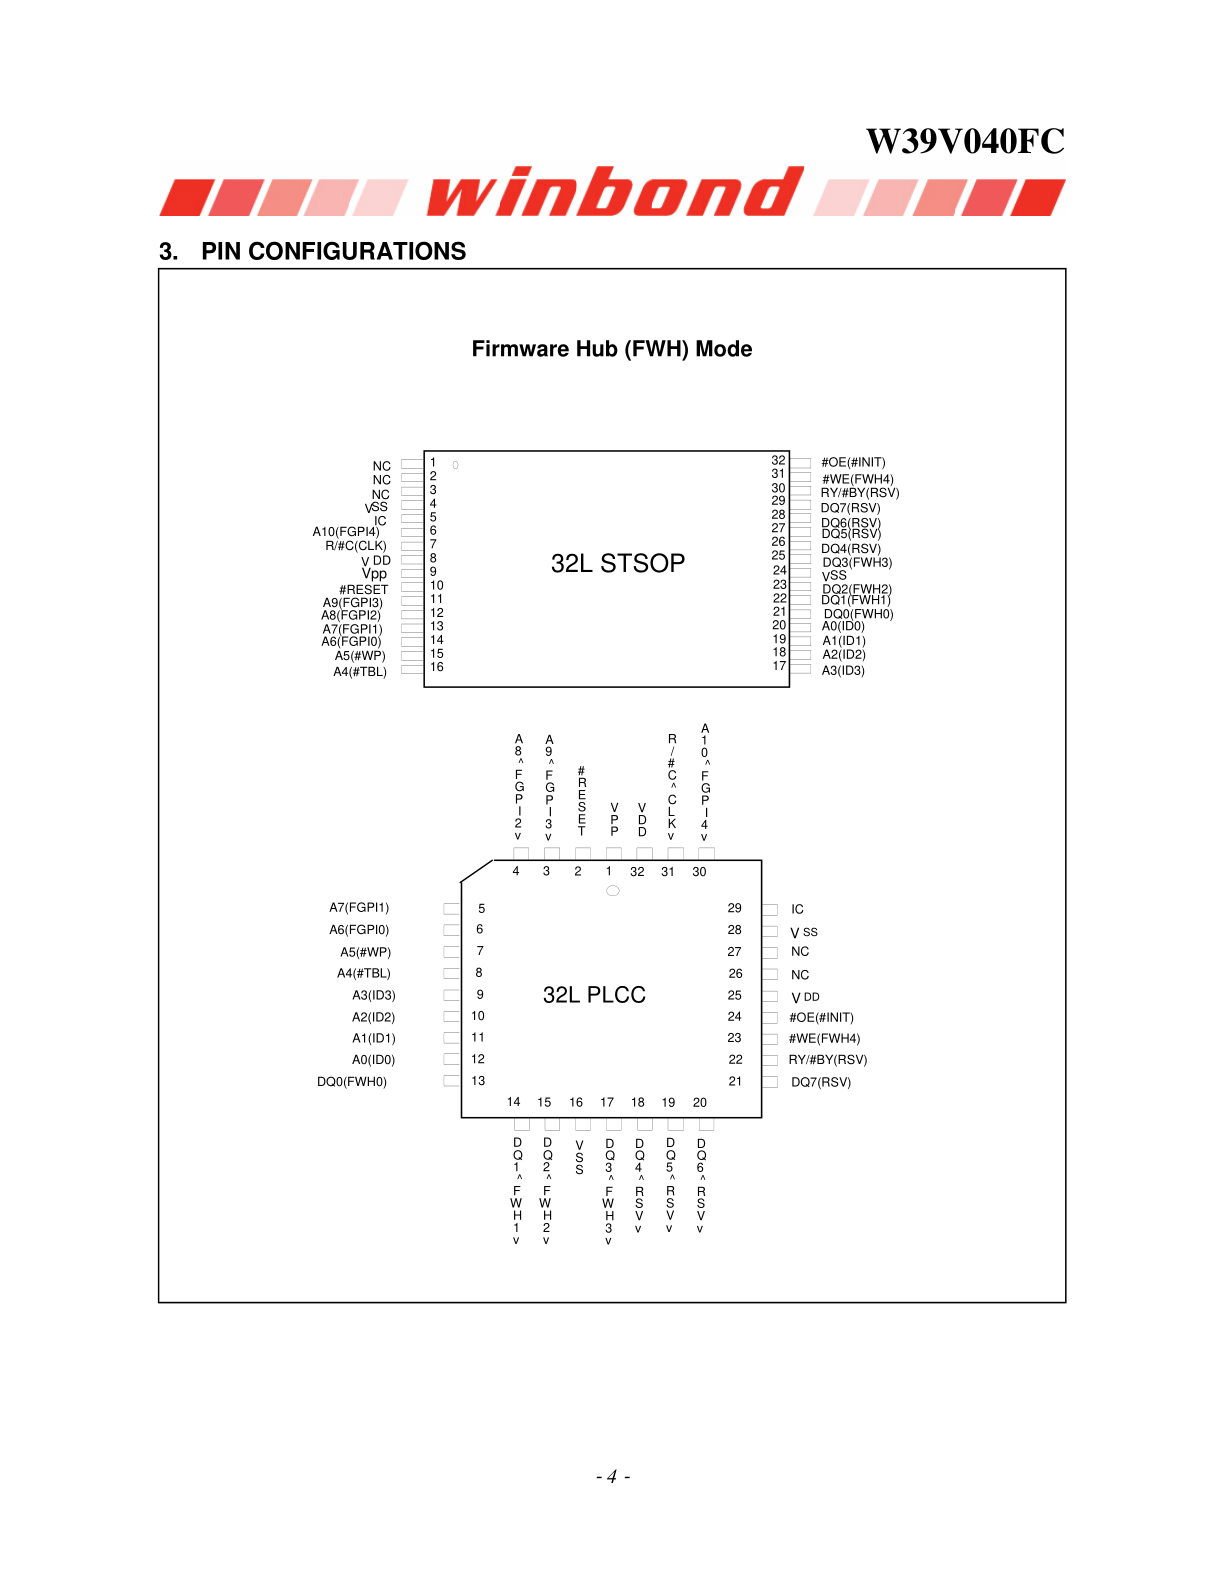 W39V040FC
winbond
3. PIN CONFIGURATIONS
Firmware Hub (FWH) Mode
NC 1
NC 2
NC 3
VSS 4
IC 5
A10(FGPI4) 6
R/#C(CLK) 7
V DD 8
Vpp 9
#RESET 10
A9(FGPI3) 11
A8(FGPI2) 12
A7(FGPI1) 13
A6(FGPI0) 14
A5(#WP) 15
A4(#TBL) 16
32L STSOP
32 #OE(#INIT)
31 #WE(FWH4)
30 RY/#BY(RSV)
29 DQ7(RSV)
28 DQ6(RSV)
27 DQ5(RSV)
26 DQ4(RSV)
25 DQ3(FWH3)
24 VSS
23 DQ2(FWH2)
22 DQ1(FWH1)
21 DQ0(FWH0)
20 A0(ID0)
19 A1(ID1)
18 A2(ID2)
17 A3(ID3)
A8^FGPI2v
A9^FGPI3v
#RESET
VPP
VDD
R/#C^CLKv
A10^FGPI4v
4 3 2 1 32 31 30
A7(FGPI1) 5
A6(FGPI0) 6
A5(#WP) 7
A4(#TBL) 8
A3(ID3) 9
A2(ID2) 10
A1(ID1) 11
A0(ID0) 12
DQ0(FWH0) 13
32L PLCC
29 IC
28 V SS
27 NC
26 NC
25 V DD
24 #OE(#INIT)
23 #WE(FWH4)
22 RY/#BY(RSV)
21 DQ7(RSV)
14 15 16 17 18 19 20
DQ1^FWH1v
DQ2^FWH2v
VSS
DQ3^FWH3v
DQ4^RSVv
DQ5^RSVv
DQ6^RSVv
- 4 -